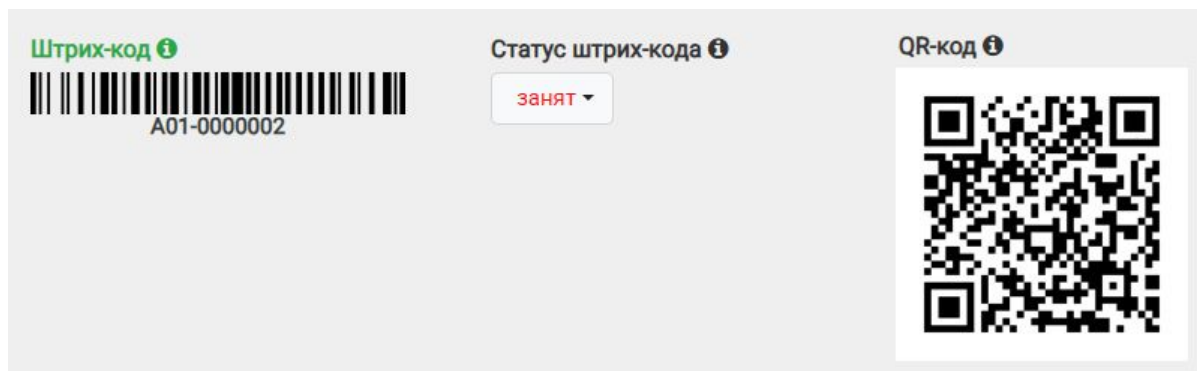 Штрих-код
A01-0000002
Статус штрих-кода
занят
QR-код